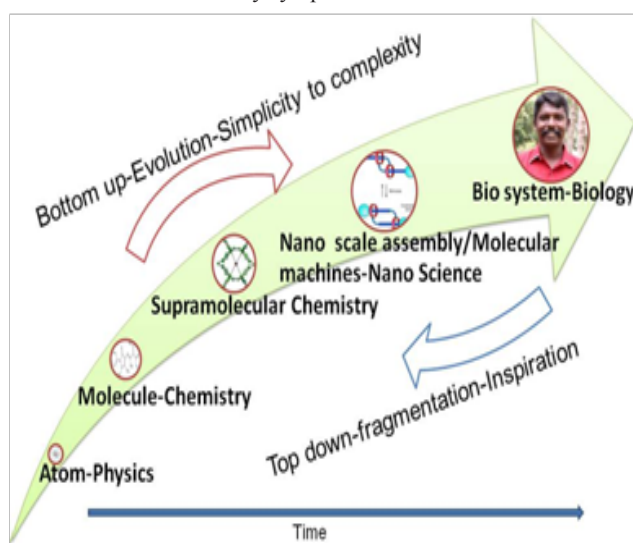 Bottom up-Evolution-Simplicity to complexity
Bio system-Biology
Nano scale assembly/Molecular
machines-Nano Science
Supramolecular Chemistry
Molecule-Chemistry
Top down-fragmentation-Inspiration
Atom-Physics
Time